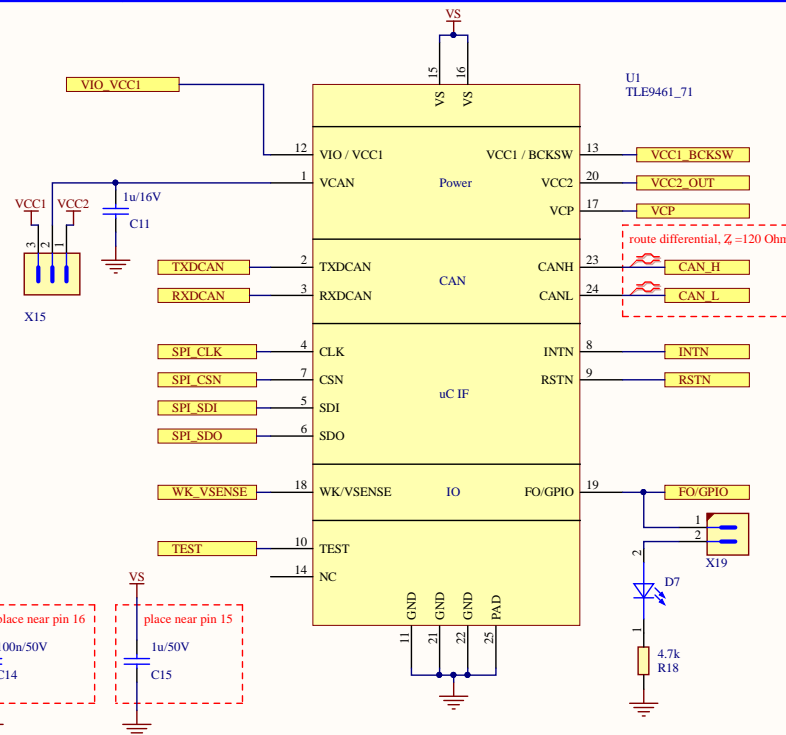 VS
15
16
VS
VS
U1
TLE9461_71
VIO_VCC1
12
VIO / VCC1
VCC1 / BCKSW
13
VCC1_BCKSW
1
VCAN
Power
VCC2
20
VCC2_OUT
VCP
17
VCP
1u/16V
C11
VCC1
VCC2
3
2
1
X15
route differential, Z =120 Ohm
TXDCAN
2
TXDCAN
CAN
CANH
23
CAN_H
RXDCAN
3
RXDCAN
CANL
24
CAN_L
SPI_CLK
4
CLK
INTN
8
INTN
SPI_CSN
7
CSN
uC IF
RSTN
9
RSTN
SPI_SDI
5
SDI
SPI_SDO
6
SDO
WK_VSENSE
18
WK/VSENSE
IO
FO/GPIO
19
FO/GPIO
1
2
X19
TEST
10
TEST
14
NC
2
D7
1
4.7k
R18
GND
GND
GND
PAD
11
21
22
25
VS
place near pin 16
100n/50V
C14
place near pin 15
1u/50V
C15